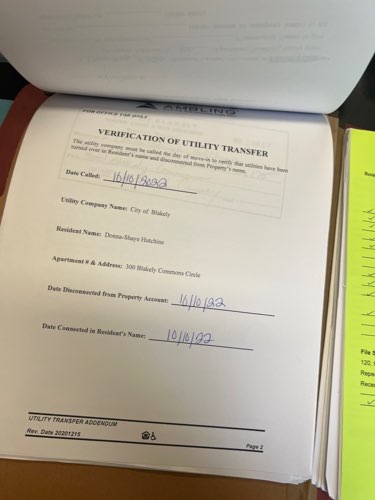 FOR OFFICE USE ONLY
AMBLING
VERIFICATION OF UTILITY TRANSFER
The utility company must be called the day of move-in to verify that utilities have been
turned over in Resident's name and disconnected from Property's name.
Date Called: 10/10/2022
Utility Company Name: City of Blakely
Resident Name: Donna-Shaye Hutchins
Apartment # & Address: 300 Blakely Commons Circle
Date Disconnected from Property Account: 10/10/22
Date Connected in Resident's Name: 10/10/22
UTILITY TRANSFER ADDENDUM
Rev. Date 20201215
Page 2
File S
120, 
Rece